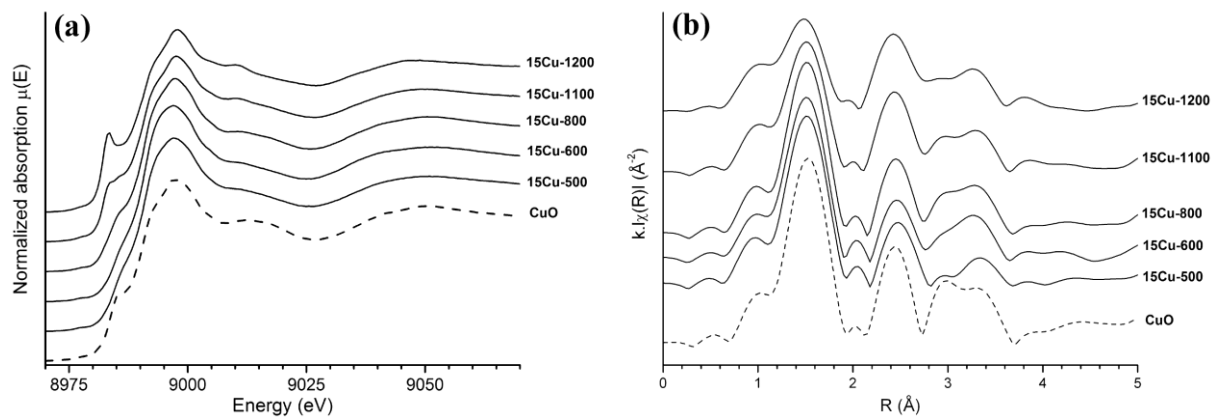 (a)
Normalized absorption μ(E)
15Cu-1200
15Cu-1100
15Cu-800
15Cu-600
15Cu-500
CuO
8975 9000 9025 9050
Energy (eV)
(b)
k.lχ(R)l (Å⁻²)
15Cu-1200
15Cu-1100
15Cu-800
15Cu-600
15Cu-500
CuO
0 1 2 3 4 5
R (Å)